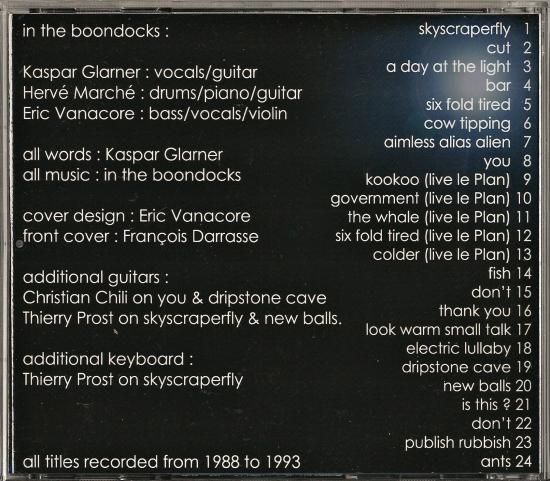 in the boondocks :
Kaspar Glarner : vocals/guitar
Hervé Marché : drums/piano/guitar
Eric Vanacore : bass/vocals/violin
all words : Kaspar Glarner
all music : in the boondocks
cover design : Eric Vanacore
front cover : François Darrasse
additional guitars :
Christian Chili on you & dripstone cave
Thierry Prost on skyscraperfly & new balls.
additional keyboard :
Thierry Prost on skyscraperfly
all titles recorded from 1988 to 1993
skyscraperfly 1
cut 2
a day at the light 3
bar 4
six fold tired 5
cow tipping 6
aimless alias alien 7
you 8
kookoo (live le Plan) 9
government (live le Plan) 10
the whale (live le Plan) 11
six fold tired (live le Plan) 12
colder (live le Plan) 13
fish 14
don't 15
thank you 16
look warm small talk 17
electric lullaby 18
dripstone cave 19
new balls 20
is this ? 21
don't 22
publish rubbish 23
ants 24